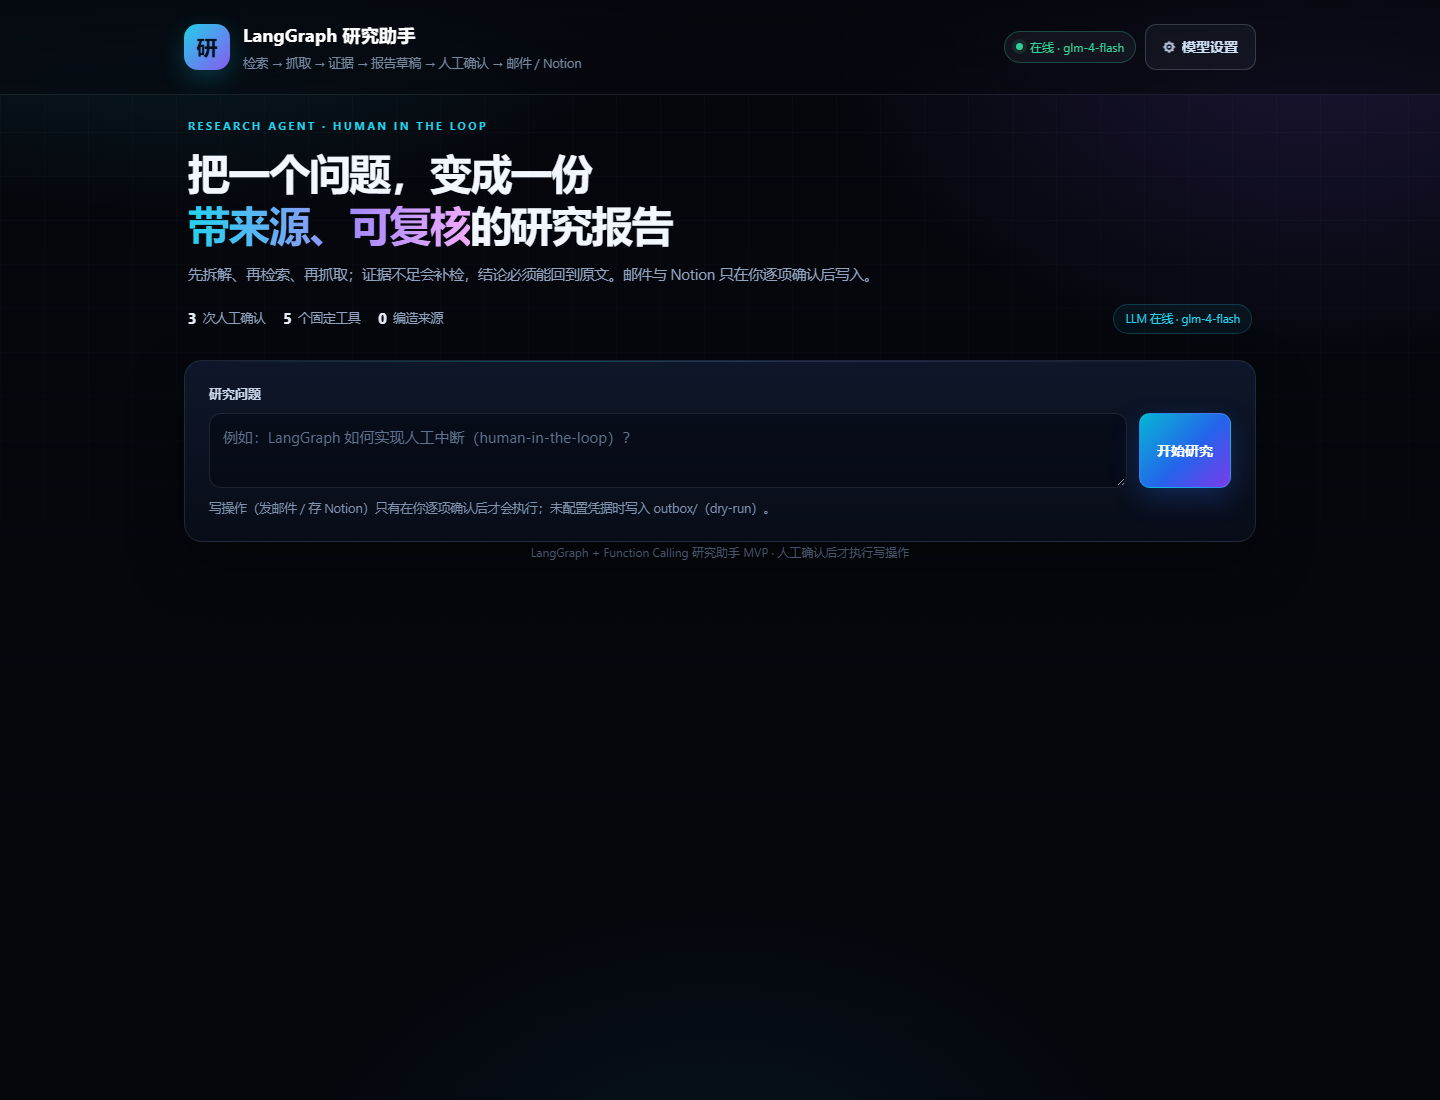 研
LangGraph 研究助手
检索 → 抓取 → 证据 → 报告草稿 → 人工确认 → 邮件 / Notion
在线 · glm-4-flash
⚙ 模型设置
RESEARCH AGENT · HUMAN IN THE LOOP
把一个问题，变成一份
带来源、可复核的研究报告
先拆解、再检索、再抓取；证据不足会补检，结论必须能回到原文。邮件与 Notion 只在你逐项确认后写入。
3 次人工确认 5 个固定工具 0 编造来源
LLM 在线 · glm-4-flash
研究问题
例如：LangGraph 如何实现人工中断（human-in-the-loop）？
开始研究
写操作（发邮件 / 存 Notion）只有在你逐项确认后才会执行；未配置凭据时写入 outbox/（dry-run）。
LangGraph + Function Calling 研究助手 MVP · 人工确认后才执行写操作